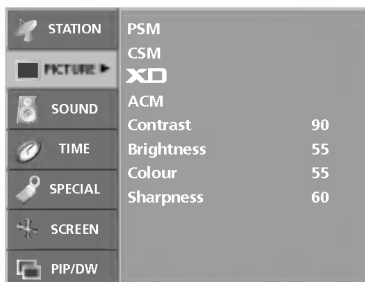 STATION
PICTURE ▶
SOUND
TIME
SPECIAL
SCREEN
PIP/DW
PSM
CSM
XD
ACM
Contrast 90
Brightness 55
Colour 55
Sharpness 60